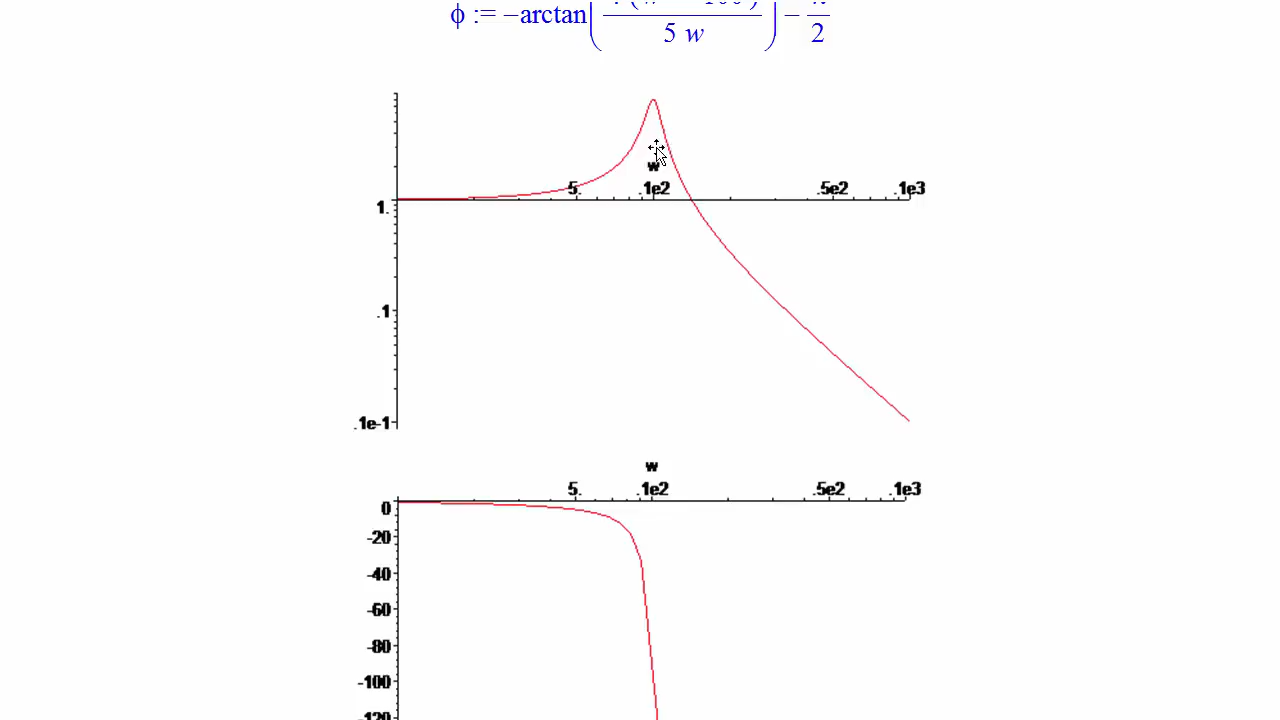 ϕ := −arctan( / 5 w ) − π / 2
w
5. .1e2 .5e2 .1e3
1.
.1
.1e-1
w
5. .1e2 .5e2 .1e3
0
-20
-40
-60
-80
-100
-120